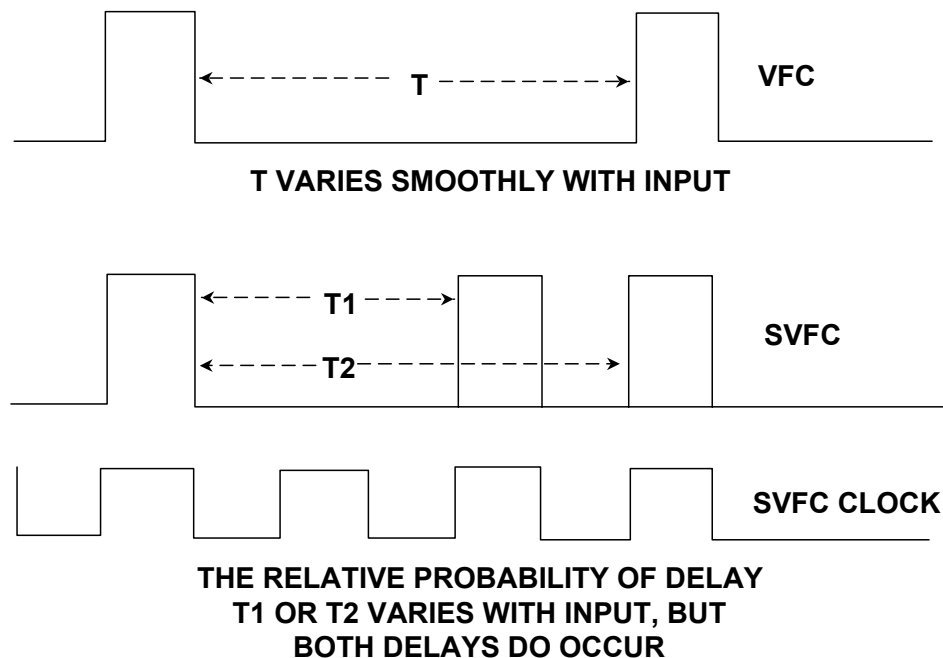 T
VFC
T VARIES SMOOTHLY WITH INPUT
T1
SVFC
T2
SVFC CLOCK
THE RELATIVE PROBABILITY OF DELAY
T1 OR T2 VARIES WITH INPUT, BUT
BOTH DELAYS DO OCCUR